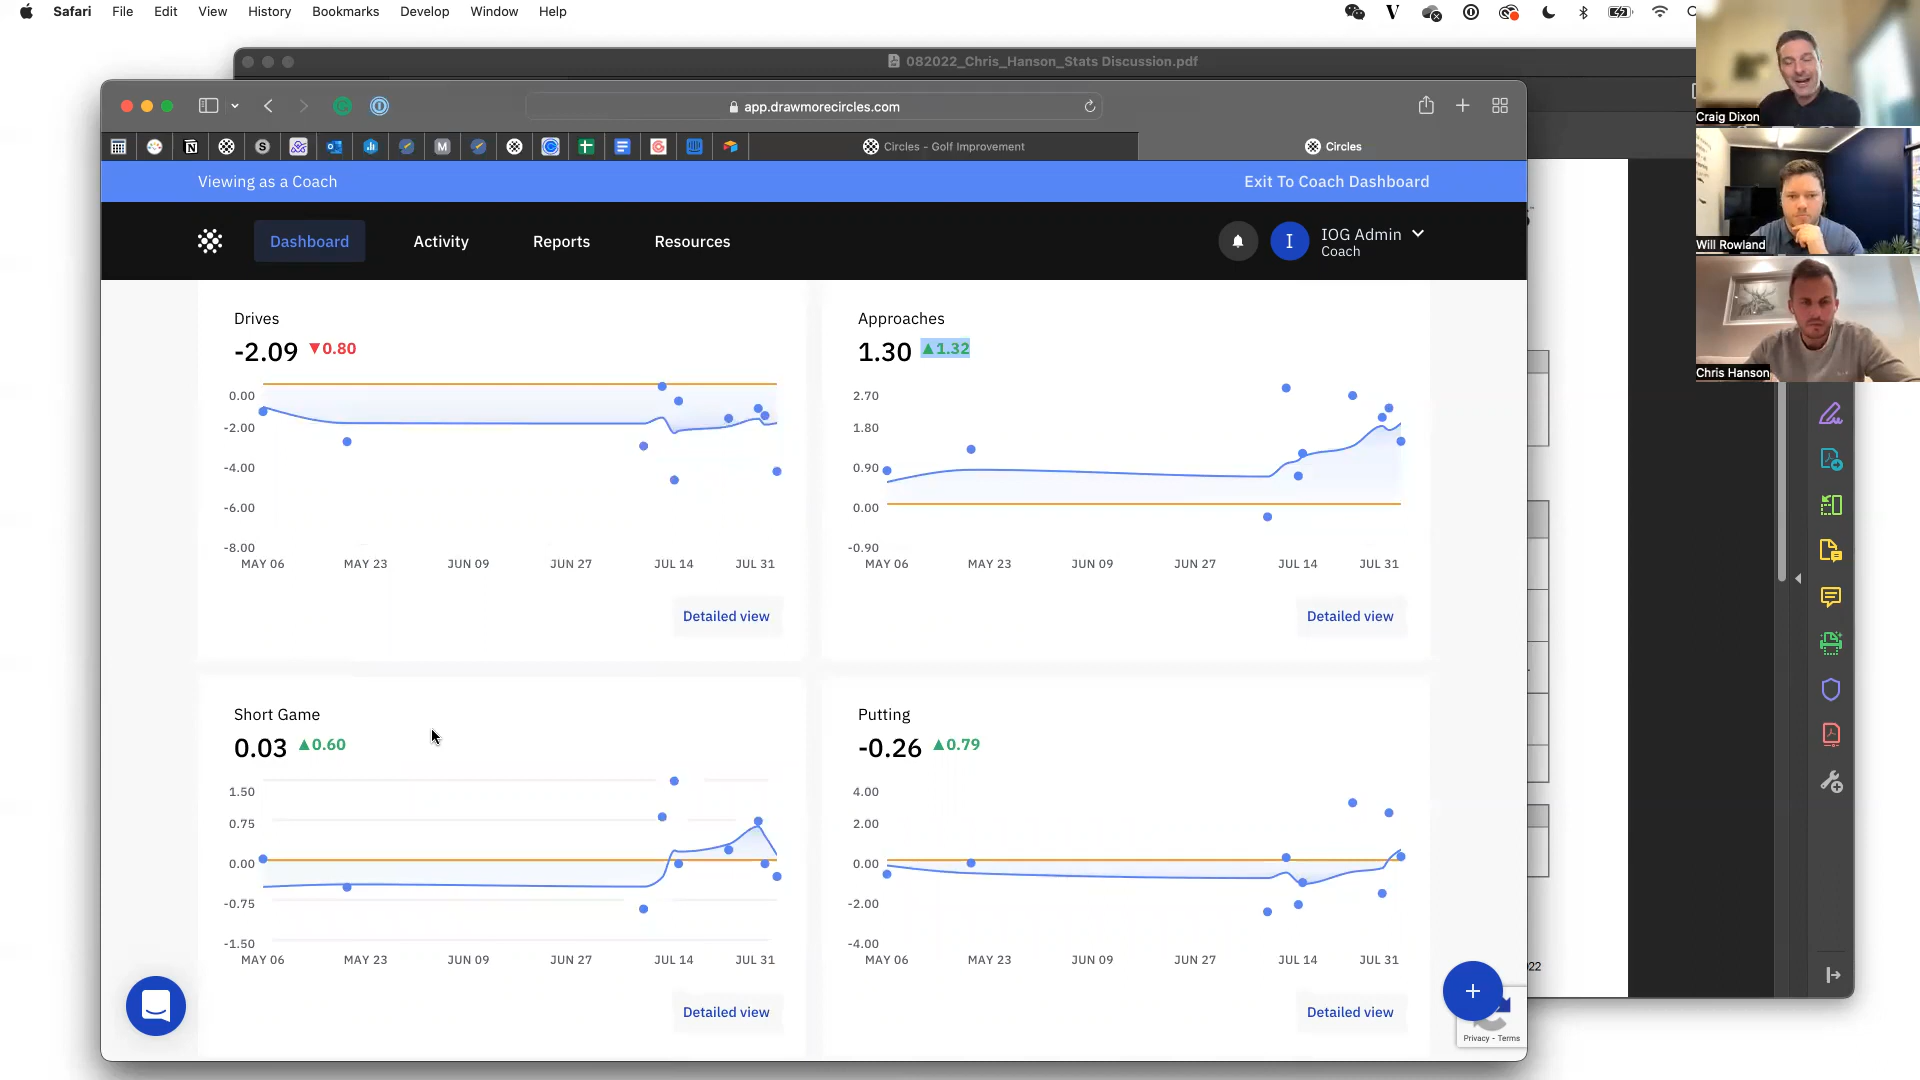 Safari File Edit View History Bookmarks Develop Window Help
082022_Chris_Hanson_Stats Discussion.pdf
app.drawmorecircles.com
Circles - Golf Improvement
Circles
Viewing as a Coach
Exit To Coach Dashboard
Dashboard
Activity
Reports
Resources
I
IOG Admin
Coach
Drives
-2.09 ▼0.80
0.00
-2.00
-4.00
-6.00
-8.00
MAY 06 MAY 23 JUN 09 JUN 27 JUL 14 JUL 31
Detailed view
Approaches
1.30 ▲1.32
2.70
1.80
0.90
0.00
-0.90
MAY 06 MAY 23 JUN 09 JUN 27 JUL 14 JUL 31
Detailed view
Short Game
0.03 ▲0.60
1.50
0.75
0.00
-0.75
-1.50
MAY 06 MAY 23 JUN 09 JUN 27 JUL 14 JUL 31
Detailed view
Putting
-0.26 ▲0.79
4.00
2.00
0.00
-2.00
-4.00
MAY 06 MAY 23 JUN 09 JUN 27 JUL 14 JUL 31
Detailed view
Privacy - Terms
22
Craig Dixon
Will Rowland
Chris Hanson